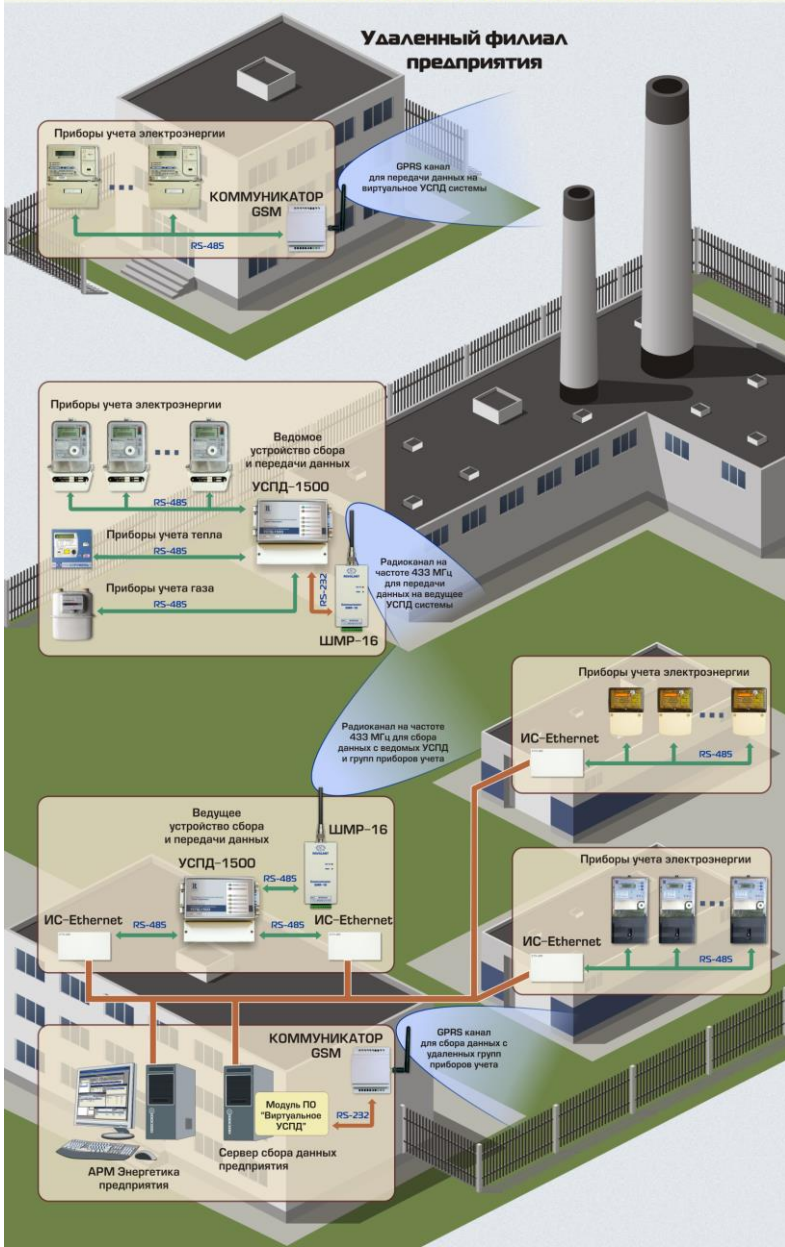 Удаленный филиал
предприятия
Приборы учета электроэнергии
КОММУНИКАТОР
GSM
RS-485
GPRS канал
для передачи данных на
виртуальное УСПД системы
Приборы учета электроэнергии
Ведомое
устройство сбора
и передачи данных
УСПД-1500
RS-485
Приборы учета тепла
RS-485
Приборы учета газа
RS-485
RS-232
ШМР-16
Радиоканал на
частоте 433 МГц
для передачи
данных на ведущее
УСПД системы
Радиоканал на частоте
433 МГц для сбора
данных с ведомых УСПД
и групп приборов учета
Приборы учета электроэнергии
ИС-Ethernet
RS-485
Ведущее
устройство сбора
и передачи данных
УСПД-1500
ШМР-16
RS-485
ИС-Ethernet
RS-485
RS-485
ИС-Ethernet
Приборы учета электроэнергии
ИС-Ethernet
RS-485
GPRS канал
для сбора данных с
удаленных групп
приборов учета
КОММУНИКАТОР
GSM
Модуль ПО
"Виртуальное
УСПД"
RS-232
АРМ Энергетика
предприятия
Сервер сбора данных
предприятия